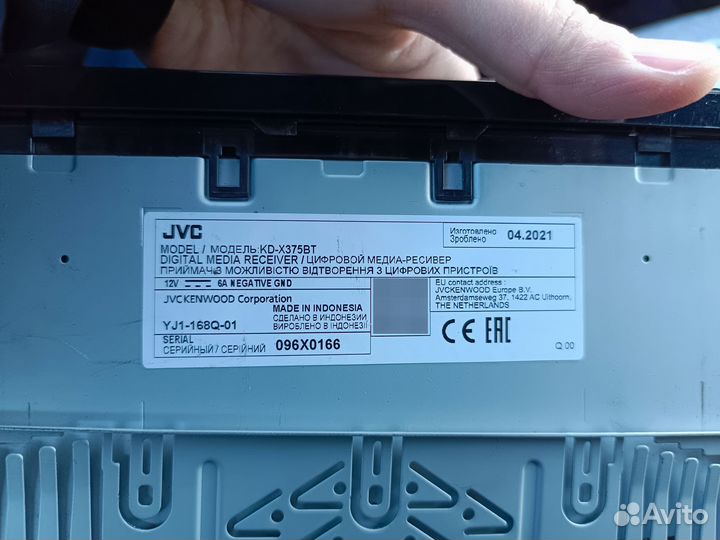 JVC
MODEL / МОДЕЛЬ:KD-X375BT
DIGITAL MEDIA RECEIVER / ЦИФРОВОЙ МЕДИА-РЕСИВЕР
ПРИЙМАЧ З МОЖЛИВІСТЮ ВІДТВОРЕННЯ З ЦИФРОВИХ ПРИСТРОЇВ
Изготовлено
Зроблено
04.2021
12V 6A NEGATIVE GND
JVCKENWOOD Corporation
MADE IN INDONESIA
СДЕЛАНО В ИНДОНЕЗИИ
YJ1-168Q-01
ВИРОБЛЕНО В ІНДОНЕЗІЇ
SERIAL
СЕРИЙНЫЙ / СЕРІЙНИЙ
096X0166
EU contact address :
JVCKENWOOD Europe B.V.
Amsterdamseweg 37, 1422 AC Uithoorn,
THE NETHERLANDS
CE EAC
Q 00
Avito